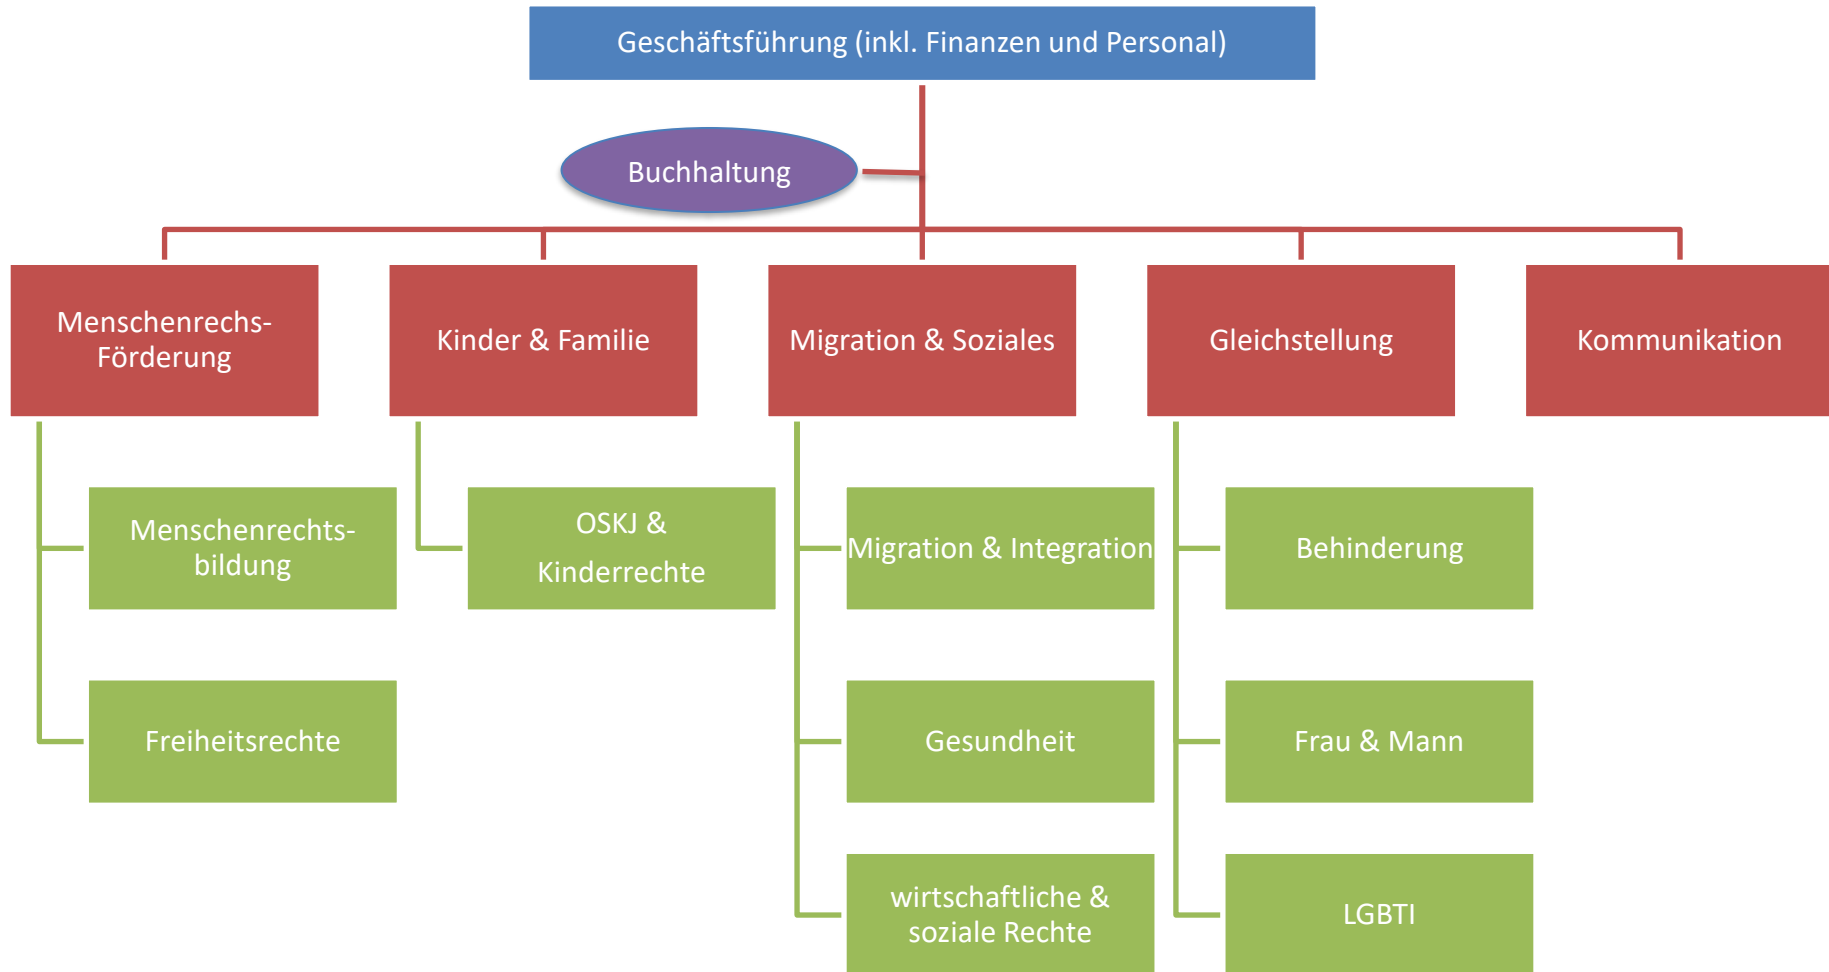 Geschäftsführung (inkl. Finanzen und Personal)
Buchhaltung
Menschenrechs-
Förderung
Kinder & Familie
Migration & Soziales
Gleichstellung
Kommunikation
Menschenrechts-
bildung
OSKJ &
Kinderrechte
Migration & Integration
Behinderung
Freiheitsrechte
Gesundheit
Frau & Mann
wirtschaftliche &
soziale Rechte
LGBTI